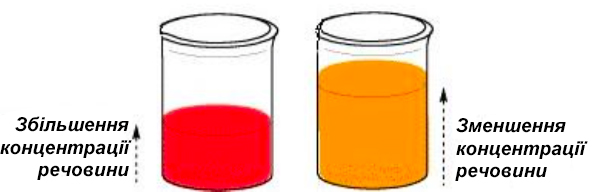 Збільшення
концентрації
речовини
Зменшення
концентрації
речовини